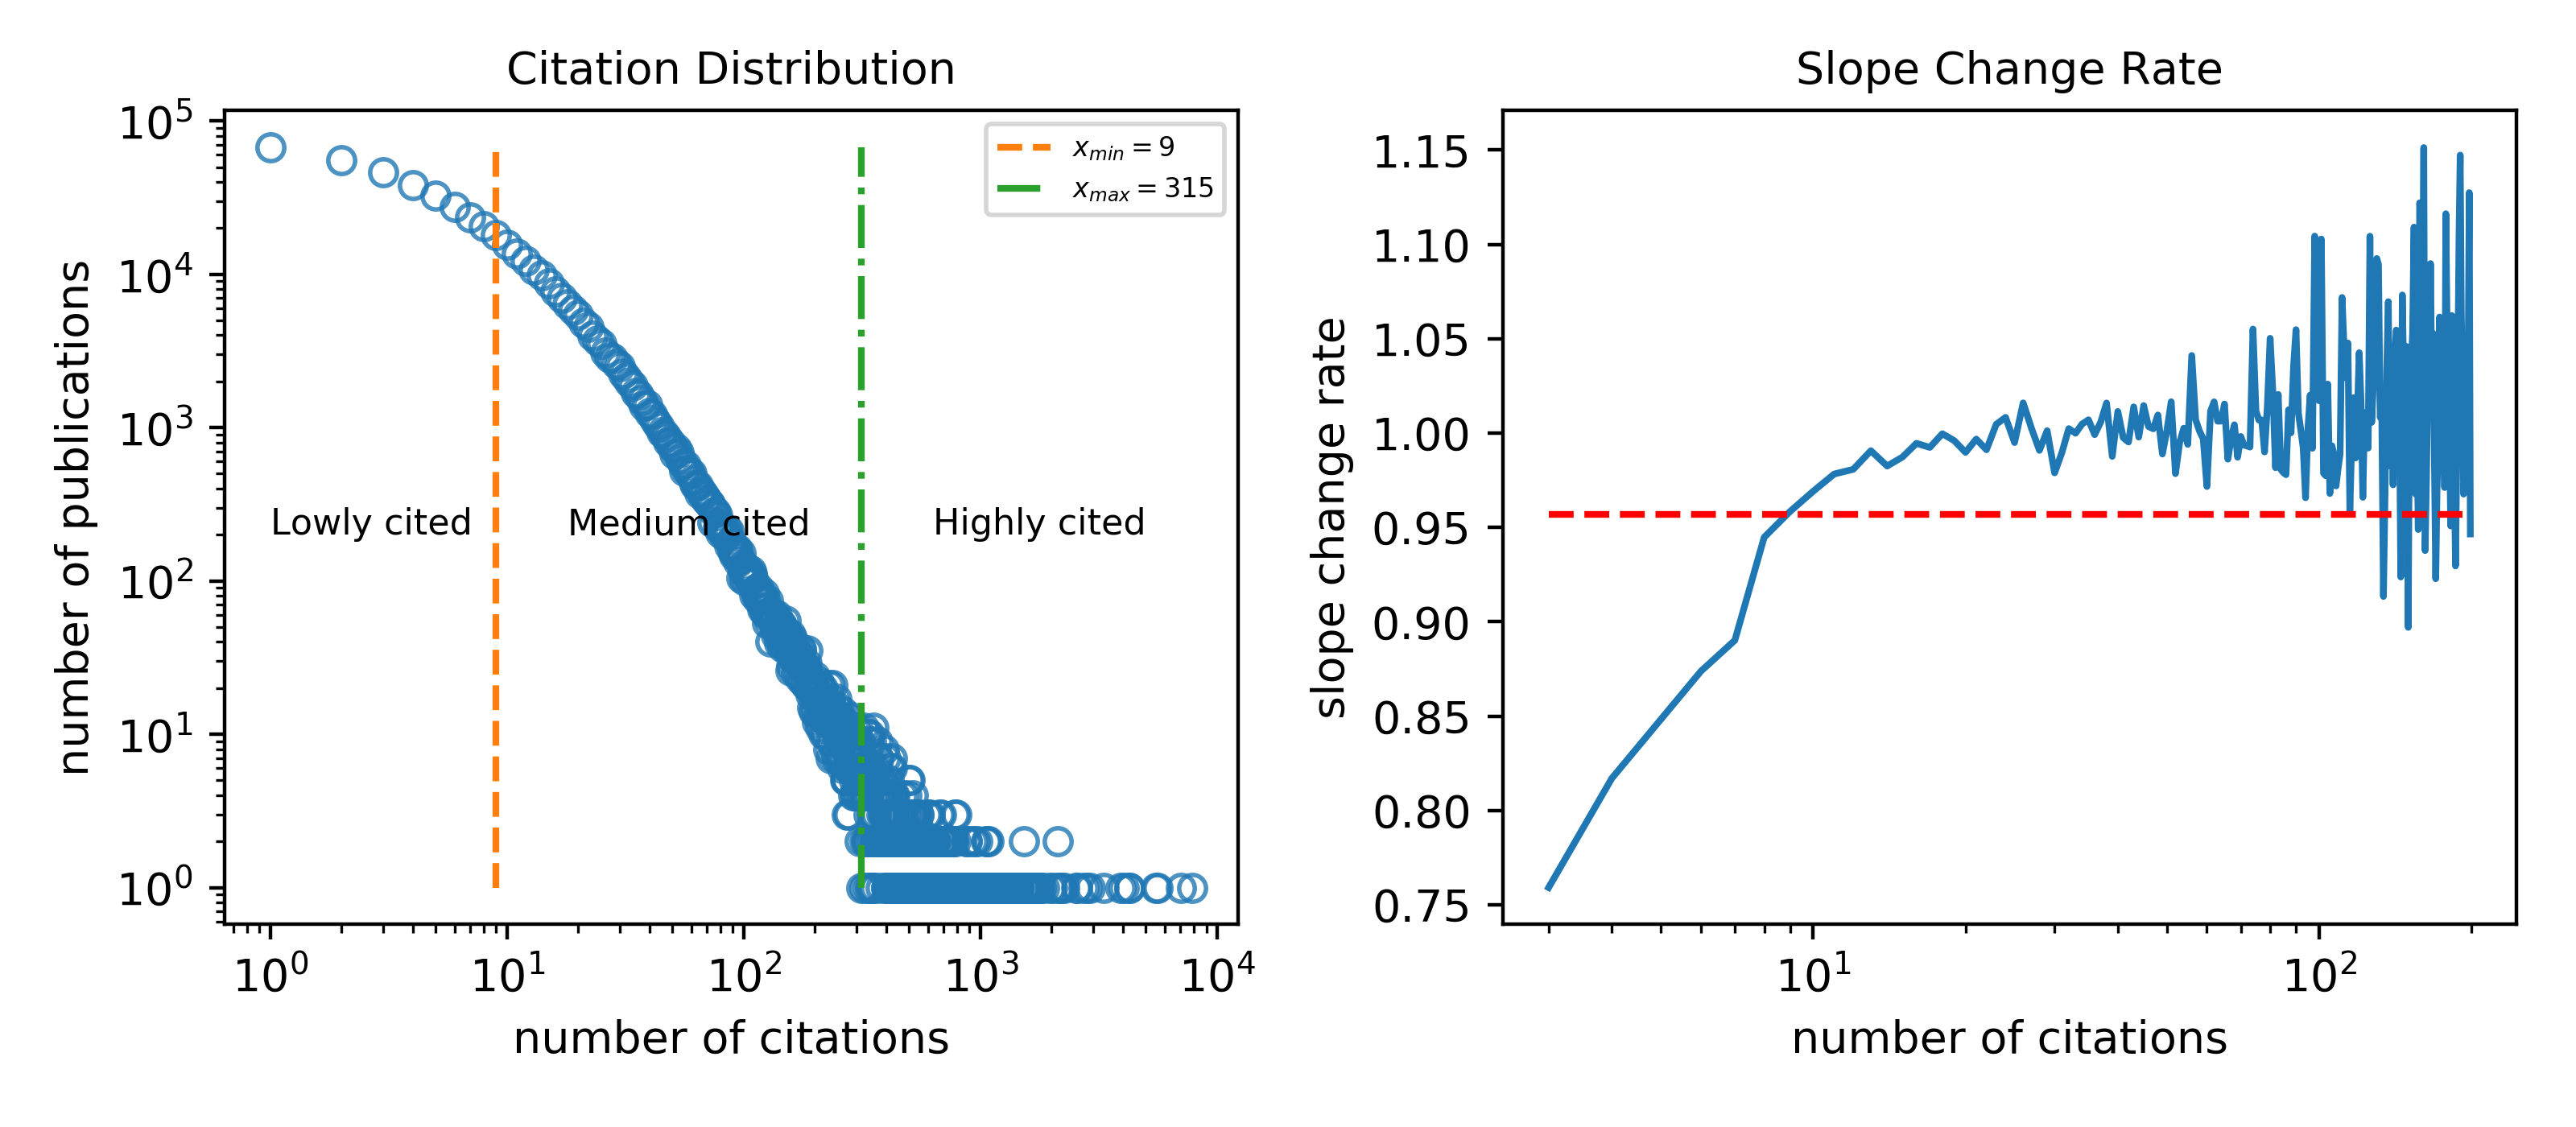 Citation Distribution
10^5
10^4
10^3
10^2
10^1
10^0
number of publications
x_min = 9
x_max = 315
Lowly cited
Medium cited
Highly cited
10^0 10^1 10^2 10^3 10^4
number of citations
Slope Change Rate
1.15
1.10
1.05
1.00
0.95
0.90
0.85
0.80
0.75
slope change rate
10^1 10^2
number of citations